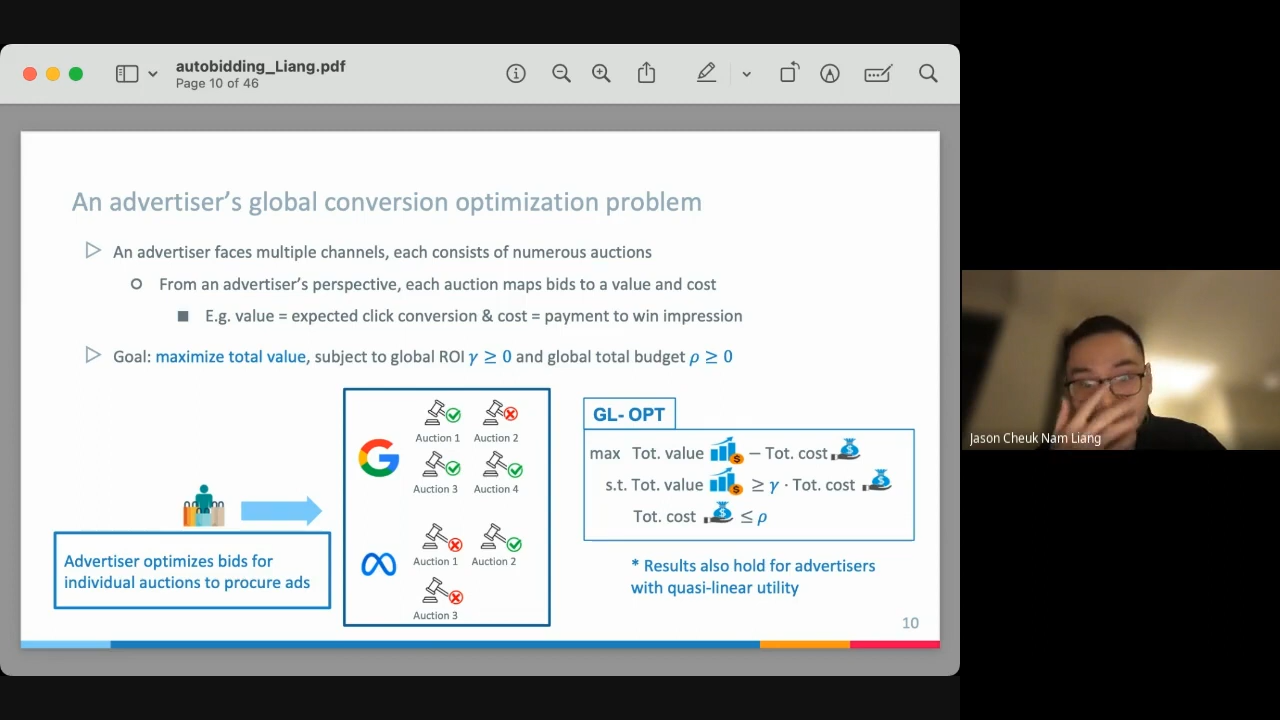 autobidding_Liang.pdf
Page 10 of 46
An advertiser's global conversion optimization problem
An advertiser faces multiple channels, each consists of numerous auctions
From an advertiser's perspective, each auction maps bids to a value and cost
E.g. value = expected click conversion & cost = payment to win impression
Goal: maximize total value, subject to global ROI γ ≥ 0 and global total budget ρ ≥ 0
Advertiser optimizes bids for
individual auctions to procure ads
Auction 1 Auction 2
Auction 3 Auction 4
Auction 1 Auction 2
Auction 3
GL- OPT
max Tot. value − Tot. cost
s.t. Tot. value ≥ γ · Tot. cost
Tot. cost ≤ ρ
* Results also hold for advertisers
with quasi-linear utility
10
Jason Cheuk Nam Liang